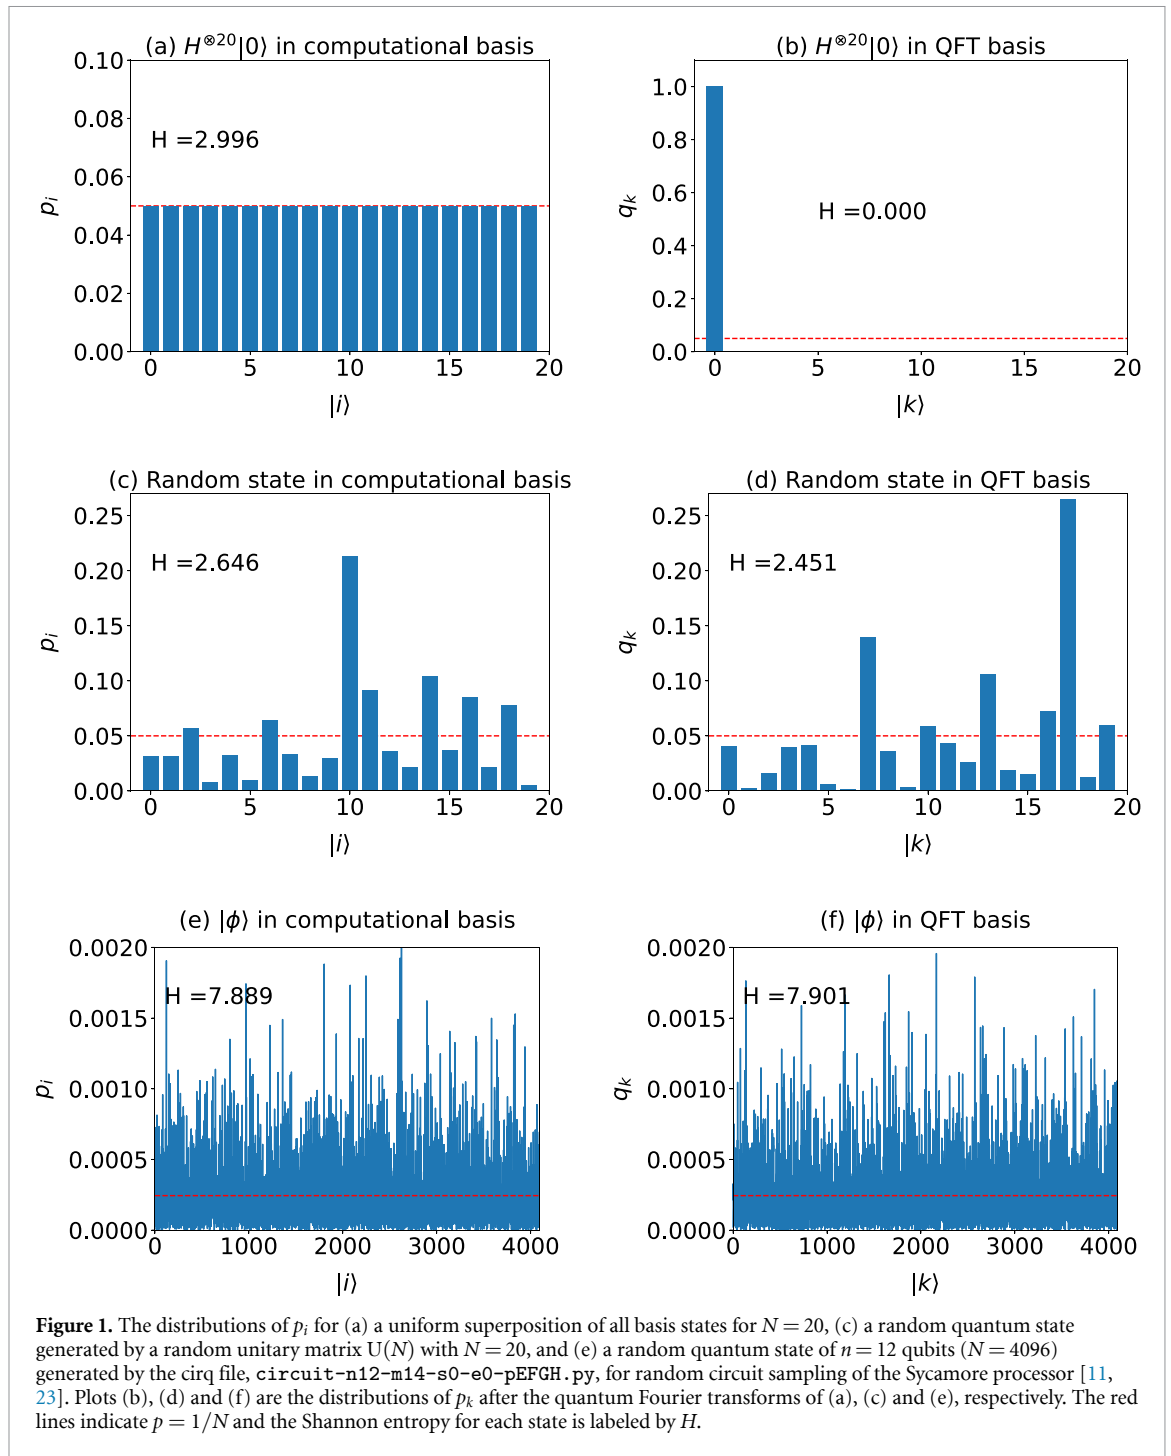 (a) H⊗20|0⟩ in computational basis
0.10
0.08
0.06
0.04
0.02
0.00
p_i
H =2.996
0 5 10 15 20
|i⟩
(b) H⊗20|0⟩ in QFT basis
1.0
0.8
0.6
0.4
0.2
0.0
q_k
H =0.000
0 5 10 15 20
|k⟩
(c) Random state in computational basis
0.25
0.20
0.15
0.10
0.05
0.00
p_i
H =2.646
0 5 10 15 20
|i⟩
(d) Random state in QFT basis
0.25
0.20
0.15
0.10
0.05
0.00
q_k
H =2.451
0 5 10 15 20
|k⟩
(e) |ϕ⟩ in computational basis
0.0020
0.0015
0.0010
0.0005
0.0000
p_i
H =7.889
0 1000 2000 3000 4000
|i⟩
(f) |ϕ⟩ in QFT basis
0.0020
0.0015
0.0010
0.0005
0.0000
q_k
H =7.901
0 1000 2000 3000 4000
|k⟩
Figure 1. The distributions of p_i for (a) a uniform superposition of all basis states for N = 20, (c) a random quantum state
generated by a random unitary matrix U(N) with N = 20, and (e) a random quantum state of n = 12 qubits (N = 4096)
generated by the cirq file, circuit-n12-m14-s0-e0-pEFGH.py, for random circuit sampling of the Sycamore processor [11,
23]. Plots (b), (d) and (f) are the distributions of p_k after the quantum Fourier transforms of (a), (c) and (e), respectively. The red
lines indicate p = 1/N and the Shannon entropy for each state is labeled by H.